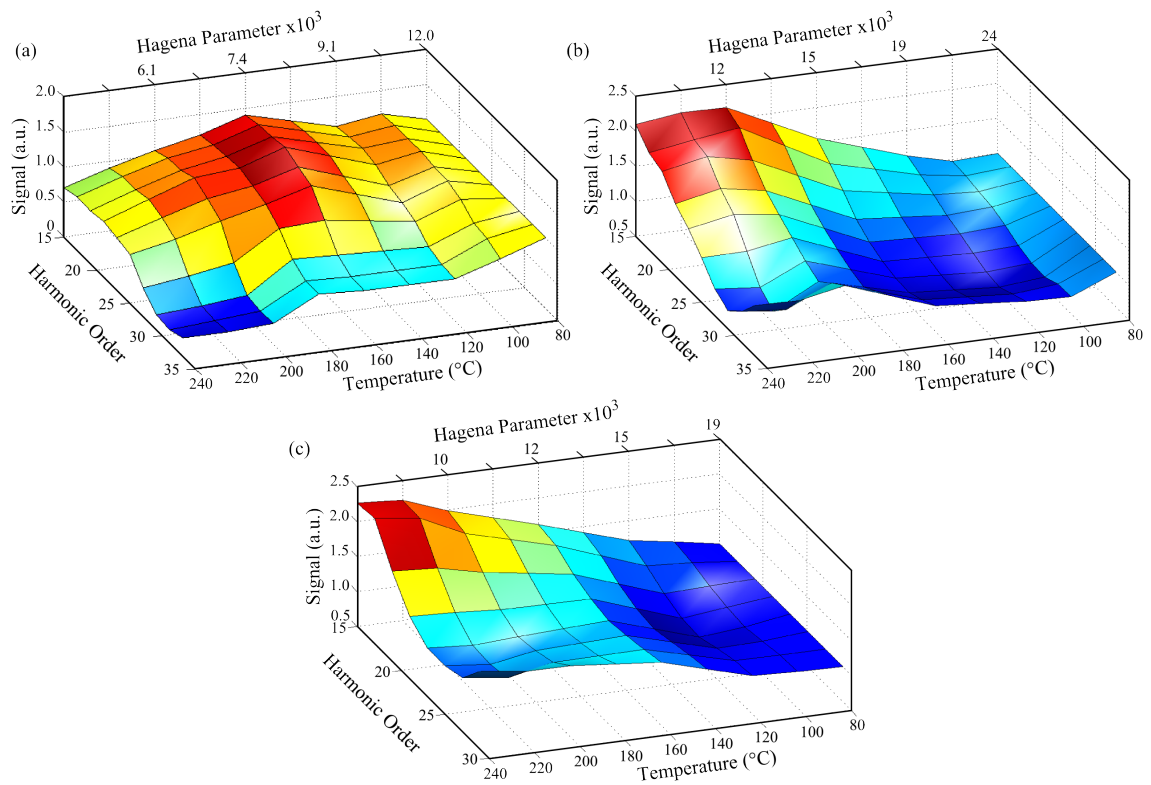 (a)
Hagena Parameter x10³
6.1 7.4 9.1 12.0
Signal (a.u.)
2.0
1.5
1.0
0.5
0
15
20
25
30
35
Harmonic Order
240 220 200 180 160 140 120 100 80
Temperature (°C)
(b)
Hagena Parameter x10³
12 15 19 24
Signal (a.u.)
2.5
2.0
1.5
1.0
0.5
15
20
25
30
35
Harmonic Order
240 220 200 180 160 140 120 100 80
Temperature (°C)
(c)
Hagena Parameter x10³
10 12 15 19
Signal (a.u.)
2.5
2.0
1.5
1.0
0.5
15
20
25
30
Harmonic Order
240 220 200 180 160 140 120 100 80
Temperature (°C)